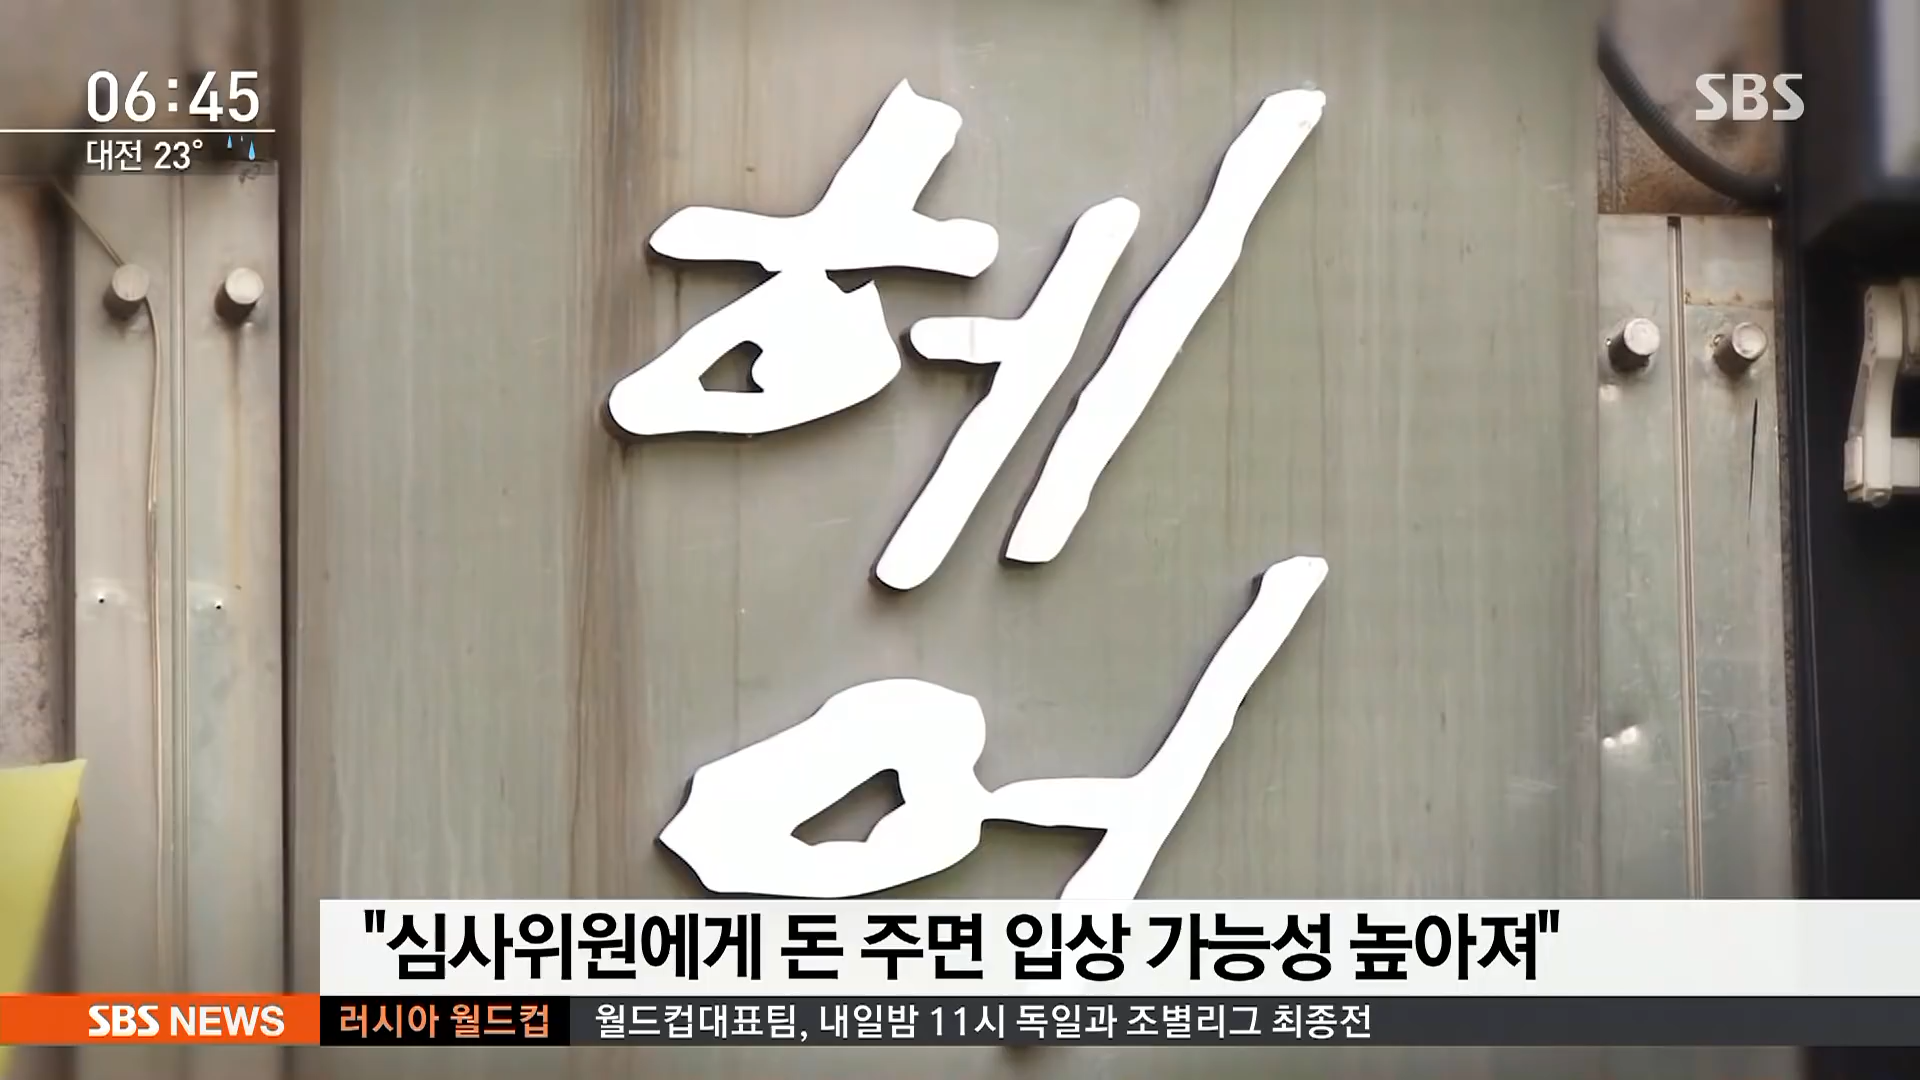 06:45
SBS
대전 23°
헤
어
"심사위원에게 돈 주면 입상 가능성 높아져"
SBS NEWS
러시아 월드컵
월드컵대표팀, 내일밤 11시 독일과 조별리그 최종전